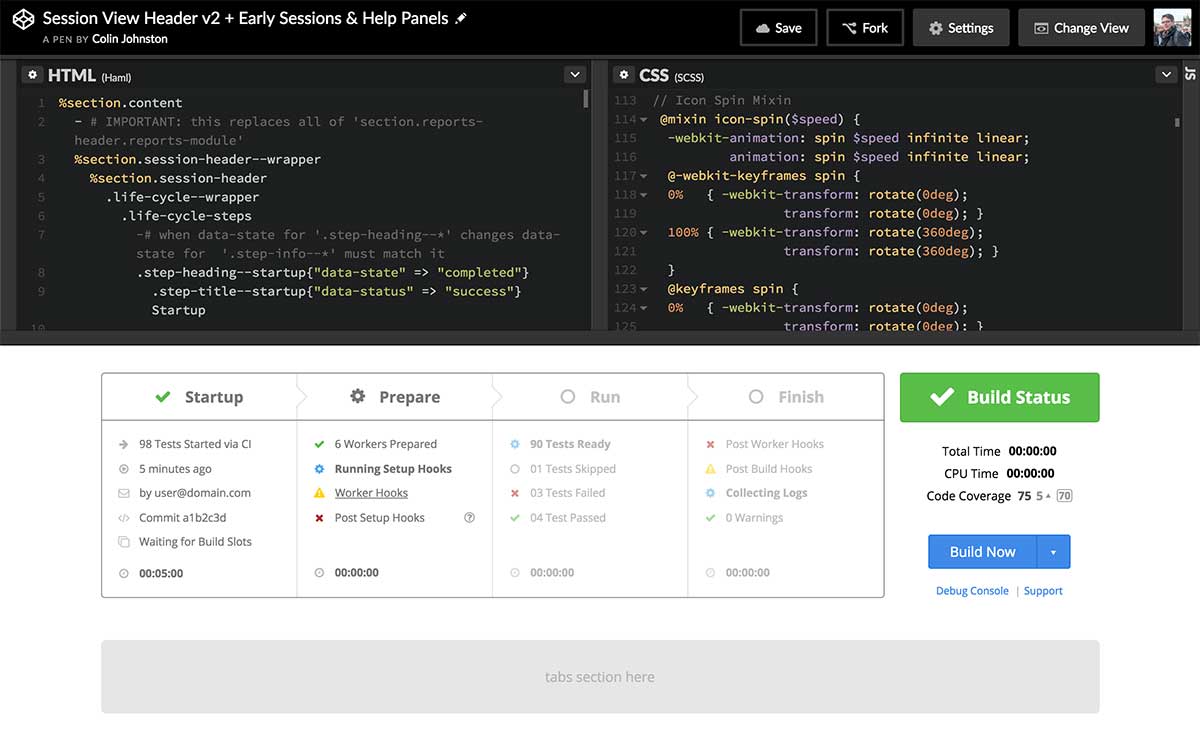 Session View Header v2 + Early Sessions & Help Panels
A PEN BY Colin Johnston
Save
Fork
Settings
Change View
HTML (Haml)
1 %section.content
2 - # IMPORTANT: this replaces all of 'section.reports-
header.reports-module'
3 %section.session-header--wrapper
4 %section.session-header
5 .life-cycle--wrapper
6 .life-cycle-steps
7 -# when data-state for '.step-heading--*' changes data-
state for '.step-info--*' must match it
8 .step-heading--startup{"data-state" => "completed"}
9 .step-title--startup{"data-status" => "success"}
Startup
10
CSS (SCSS)
113 // Icon Spin Mixin
114 @mixin icon-spin($speed) {
115 -webkit-animation: spin $speed infinite linear;
116 animation: spin $speed infinite linear;
117 @-webkit-keyframes spin {
118 0% { -webkit-transform: rotate(0deg);
119 transform: rotate(0deg); }
120 100% { -webkit-transform: rotate(360deg);
121 transform: rotate(360deg); }
122 }
123 @keyframes spin {
124 0% { -webkit-transform: rotate(0deg);
125 transform: rotate(0deg); }
JS
Startup
98 Tests Started via CI
5 minutes ago
by user@domain.com
</> Commit a1b2c3d
Waiting for Build Slots
00:05:00
Prepare
6 Workers Prepared
Running Setup Hooks
Worker Hooks
Post Setup Hooks
00:00:00
Run
90 Tests Ready
01 Tests Skipped
03 Tests Failed
04 Test Passed
00:00:00
Finish
Post Worker Hooks
Post Build Hooks
Collecting Logs
0 Warnings
00:00:00
Build Status
Total Time 00:00:00
CPU Time 00:00:00
Code Coverage 75 5 70
Build Now
Debug Console | Support
tabs section here